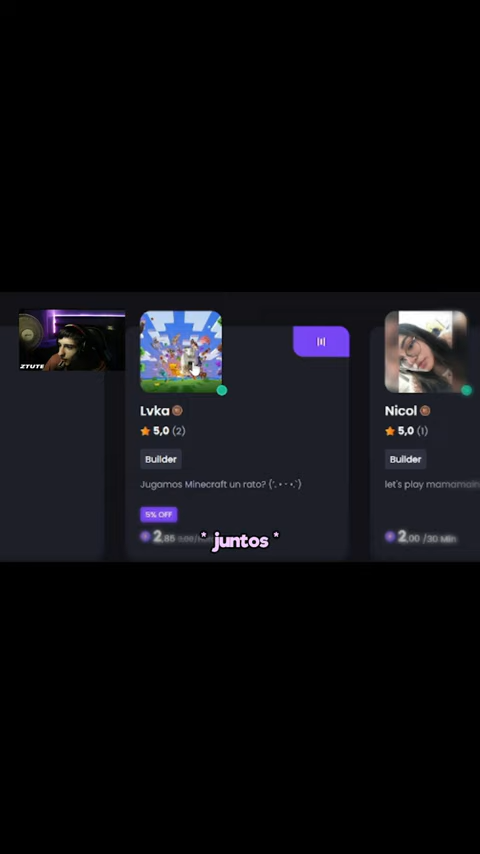 ZTUTE
Lvka
5,0 (2)
Builder
Jugamos Minecraft un rato?
5% OFF
2,86
* juntos *
Nicol
5,0 (1)
Builder
let's play
2,00 /30 Min